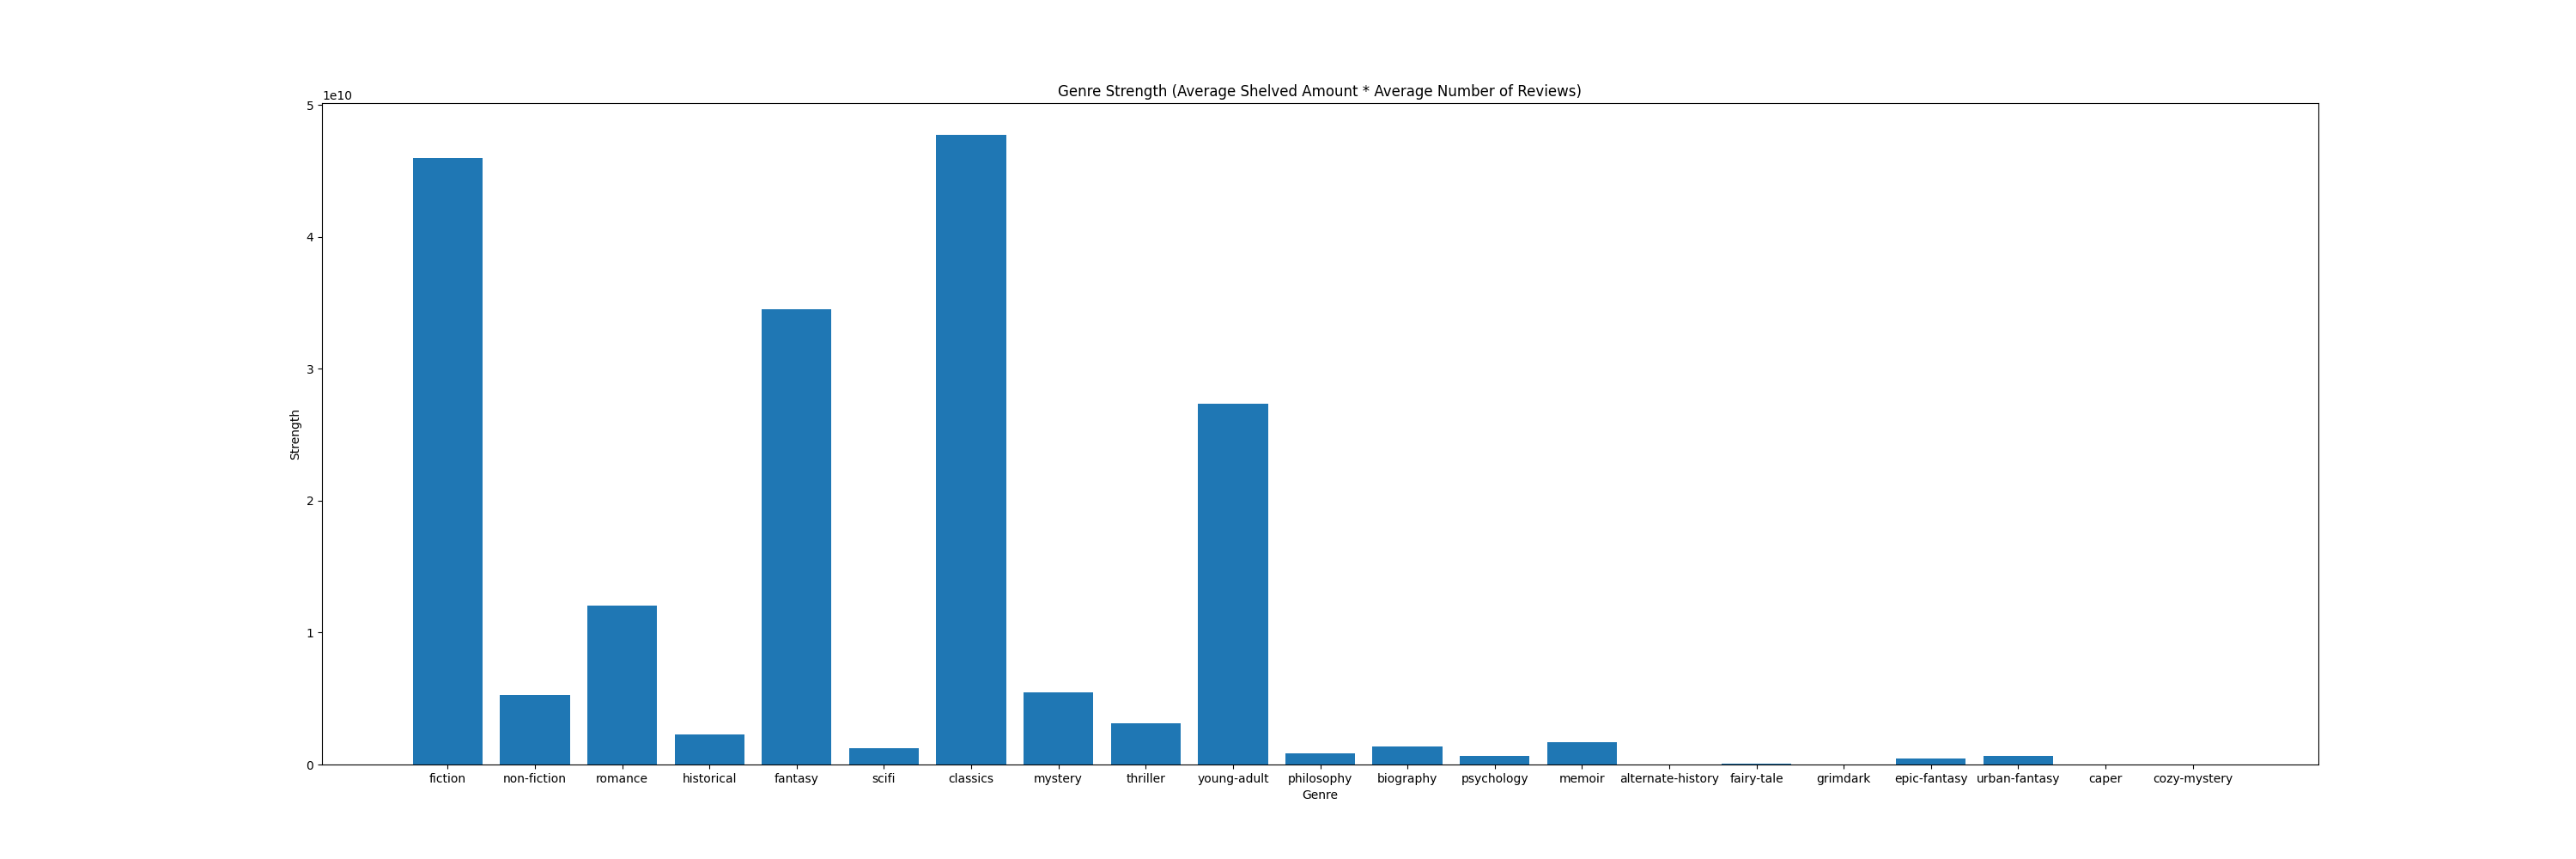 Genre Strength (Average Shelved Amount * Average Number of Reviews)
1e10
5
4
3
2
1
0
Strength
fiction non-fiction romance historical fantasy scifi classics mystery thriller young-adult philosophy biography psychology memoir alternate-history fairy-tale grimdark epic-fantasy urban-fantasy caper cozy-mystery
Genre